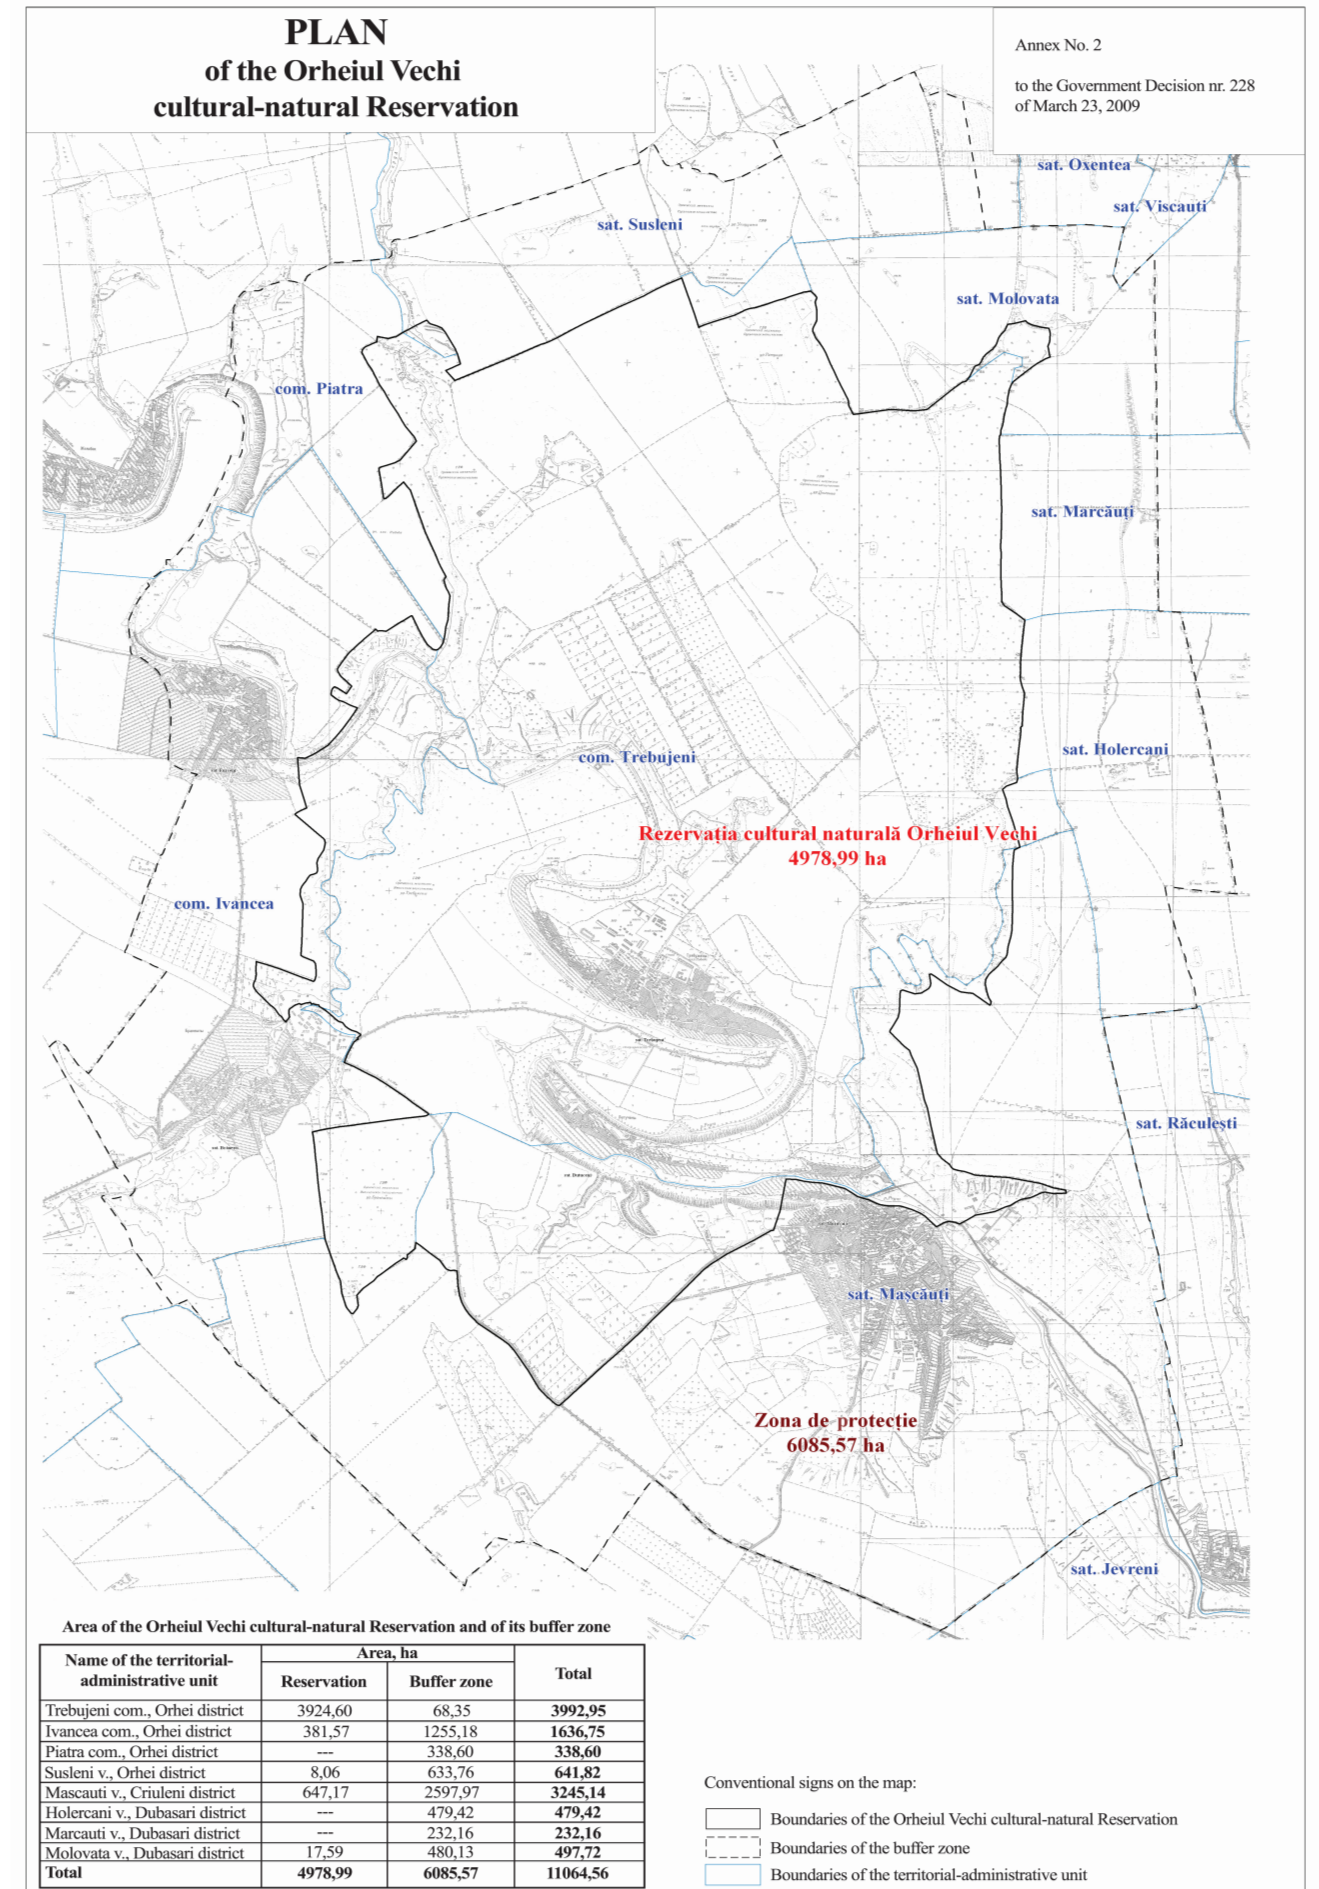 PLAN
of the Orheiul Vechi
cultural-natural Reservation
Annex No. 2
to the Government Decision nr. 228
of March 23, 2009
sat. Oxentea
sat. Viscauti
sat. Susleni
sat. Molovata
com. Piatra
sat. Marcăuți
sat. Holercani
com. Trebujeni
Rezervația cultural naturală Orheiul Vechi
4978,99 ha
com. Ivancea
sat. Răculești
sat. Mașcăuți
Zona de protecție
6085,57 ha
sat. Jevreni
Area of the Orheiul Vechi cultural-natural Reservation and of its buffer zone
Name of the territorial-administrative unit Area, ha Total
Reservation Buffer zone
Trebujeni com., Orhei district 3924,60 68,35 3992,95
Ivancea com., Orhei district 381,57 1255,18 1636,75
Piatra com., Orhei district --- 338,60 338,60
Susleni v., Orhei district 8,06 633,76 641,82
Mascauti v., Criuleni district 647,17 2597,97 3245,14
Holercani v., Dubasari district --- 479,42 479,42
Marcauti v., Dubasari district --- 232,16 232,16
Molovata v., Dubasari district 17,59 480,13 497,72
Total 4978,99 6085,57 11064,56
Conventional signs on the map:
Boundaries of the Orheiul Vechi cultural-natural Reservation
Boundaries of the buffer zone
Boundaries of the territorial-administrative unit